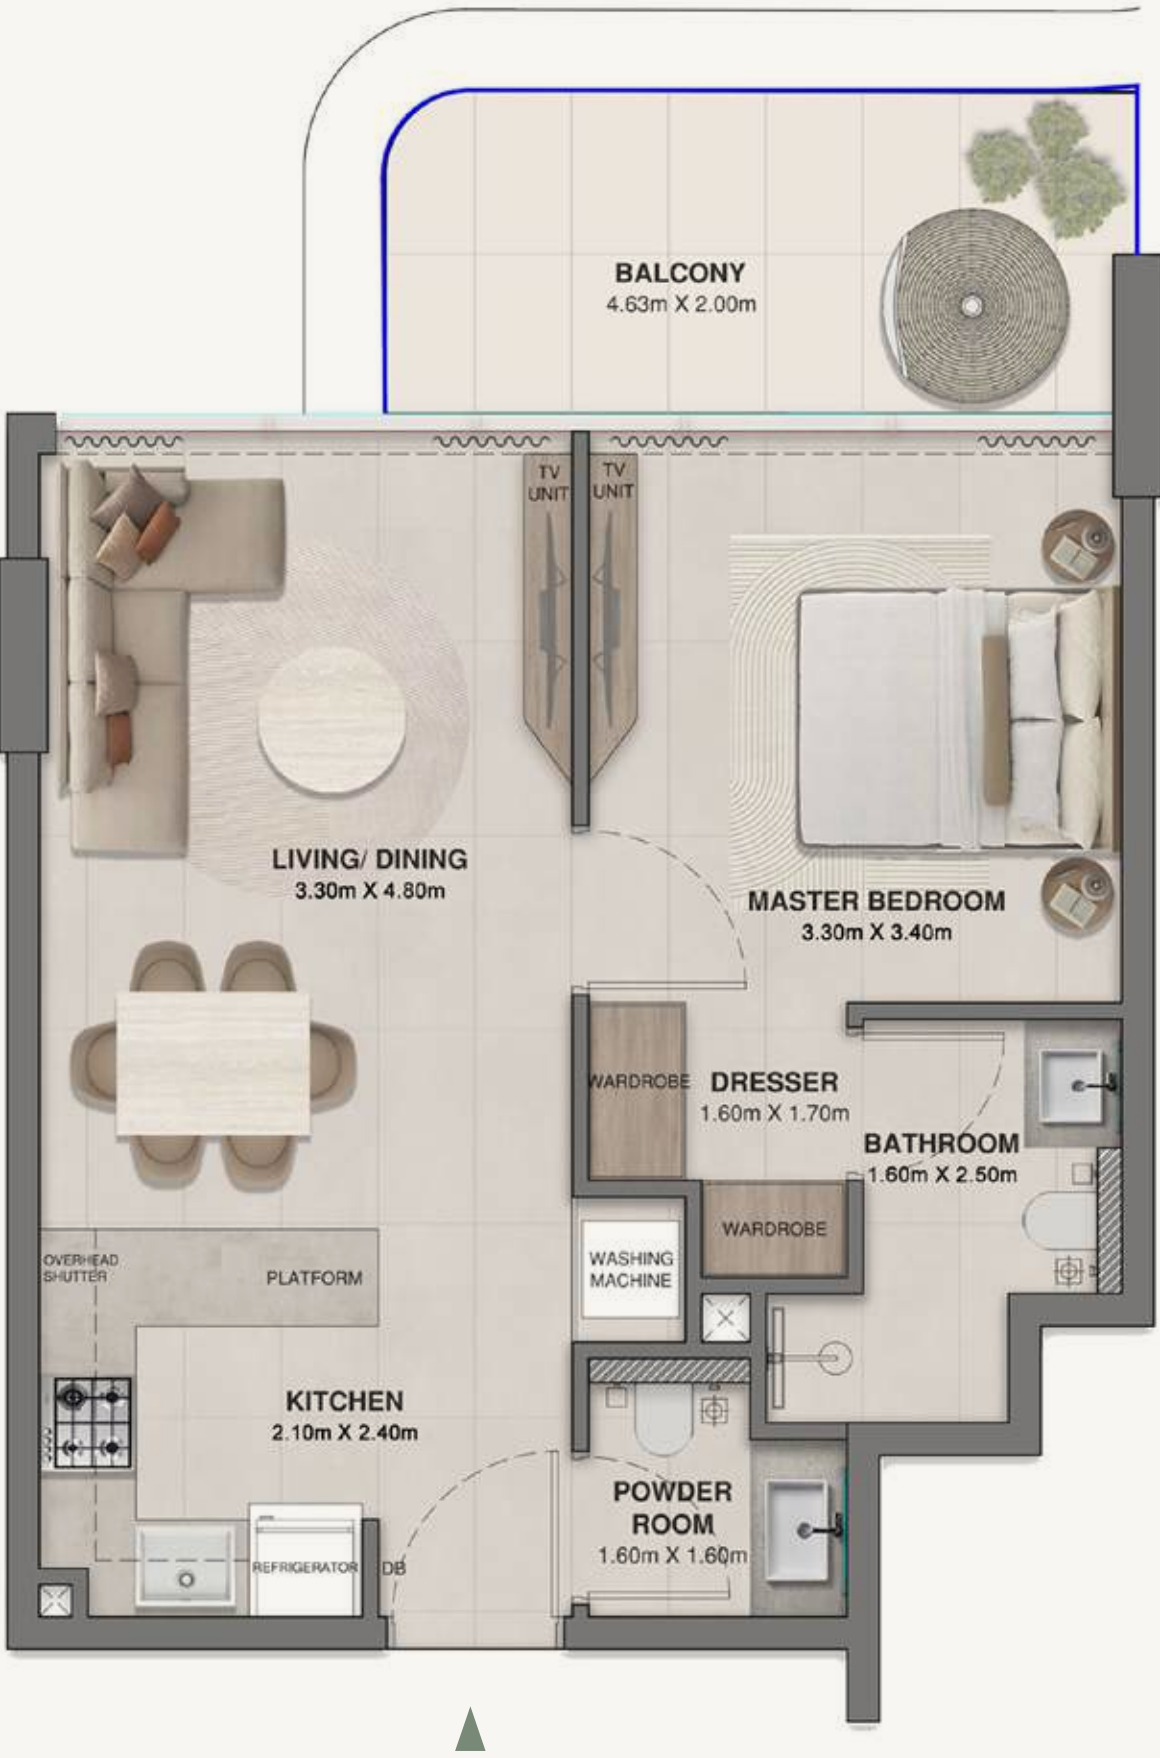 BALCONY
4.63m X 2.00m
TV
UNIT
TV
UNIT
LIVING/ DINING
3.30m X 4.80m
MASTER BEDROOM
3.30m X 3.40m
WARDROBE
DRESSER
1.60m X 1.70m
BATHROOM
1.60m X 2.50m
WARDROBE
OVERHEAD
SHUTTER
PLATFORM
WASHING
MACHINE
KITCHEN
2.10m X 2.40m
POWDER
ROOM
1.60m X 1.60m
REFRIGERATOR
DB